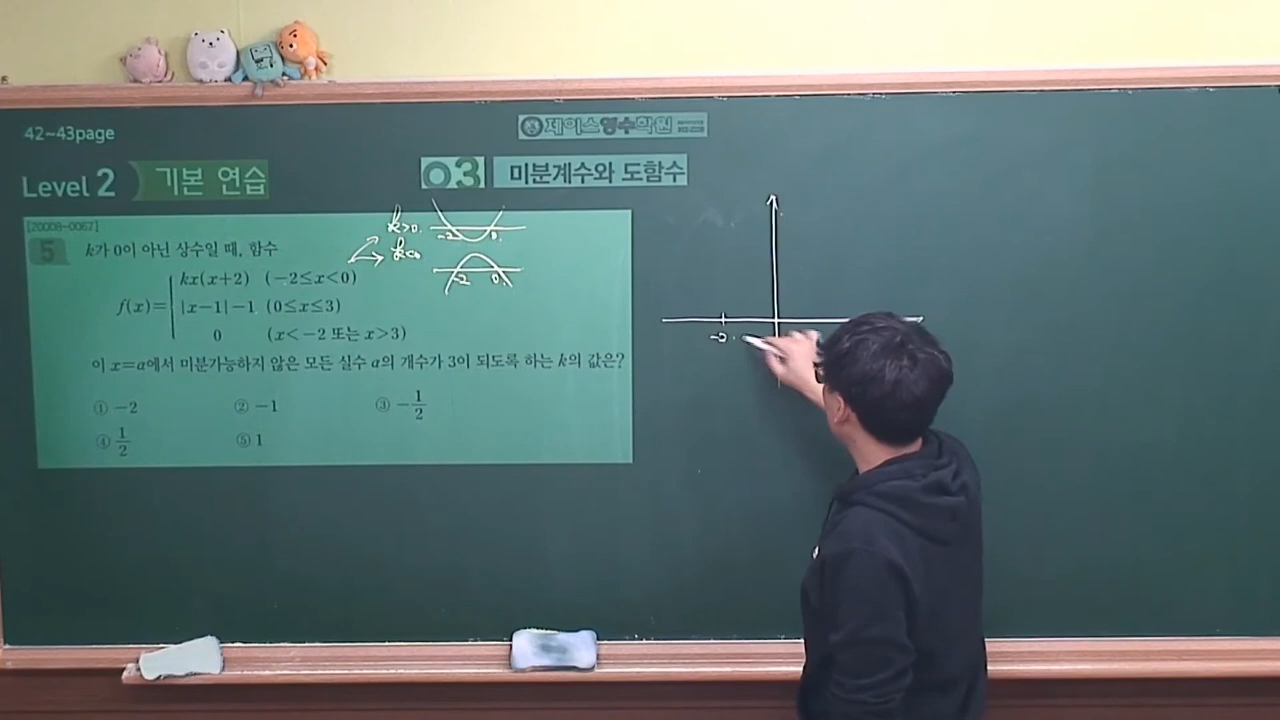 42~43page
제이스영수학원
Level 2 기본 연습
03 미분계수와 도함수
[20008-0067]
5 k가 0이 아닌 상수일 때, 함수
kx(x+2) (-2≤x<0)
f(x)= |x-1|-1 (0≤x≤3)
0 (x<-2 또는 x>3)
이 x=a에서 미분가능하지 않은 모든 실수 a의 개수가 3이 되도록 하는 k의 값은?
① -2 ② -1 ③ -1/2
④ 1/2 ⑤ 1
k>0
-2 0
k<0
-2 0
-2